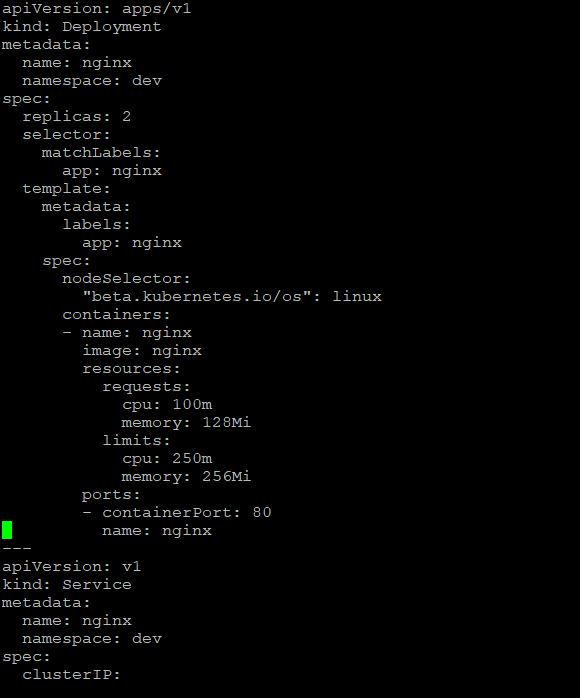 apiVersion: apps/v1
kind: Deployment
metadata:
  name: nginx
  namespace: dev
spec:
  replicas: 2
  selector:
    matchLabels:
      app: nginx
  template:
    metadata:
      labels:
        app: nginx
    spec:
      nodeSelector:
        "beta.kubernetes.io/os": linux
      containers:
      - name: nginx
        image: nginx
        resources:
          requests:
            cpu: 100m
            memory: 128Mi
          limits:
            cpu: 250m
            memory: 256Mi
        ports:
        - containerPort: 80
          name: nginx
---
apiVersion: v1
kind: Service
metadata:
  name: nginx
  namespace: dev
spec:
  clusterIP: